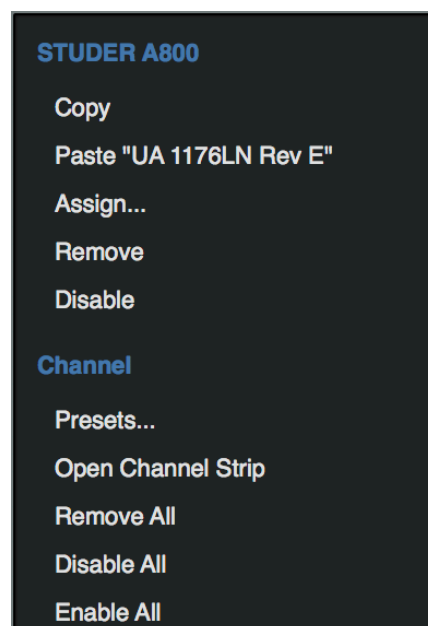 STUDER A800
Copy
Paste "UA 1176LN Rev E"
Assign...
Remove
Disable
Channel
Presets...
Open Channel Strip
Remove All
Disable All
Enable All